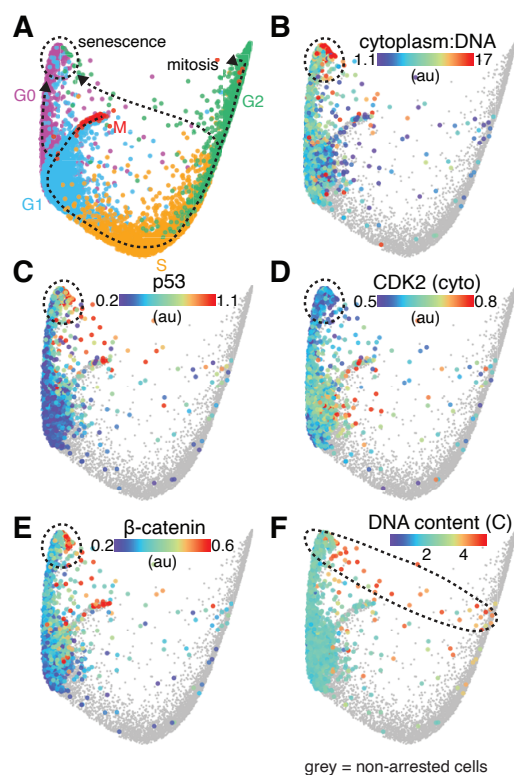 A
senescence
mitosis
G0
G2
M
G1
S
B
cytoplasm:DNA
1.1 17
(au)
C
p53
0.2 1.1
(au)
D
CDK2 (cyto)
0.5 0.8
(au)
E
β-catenin
0.2 0.6
(au)
F
DNA content (C)
2 4
grey = non-arrested cells